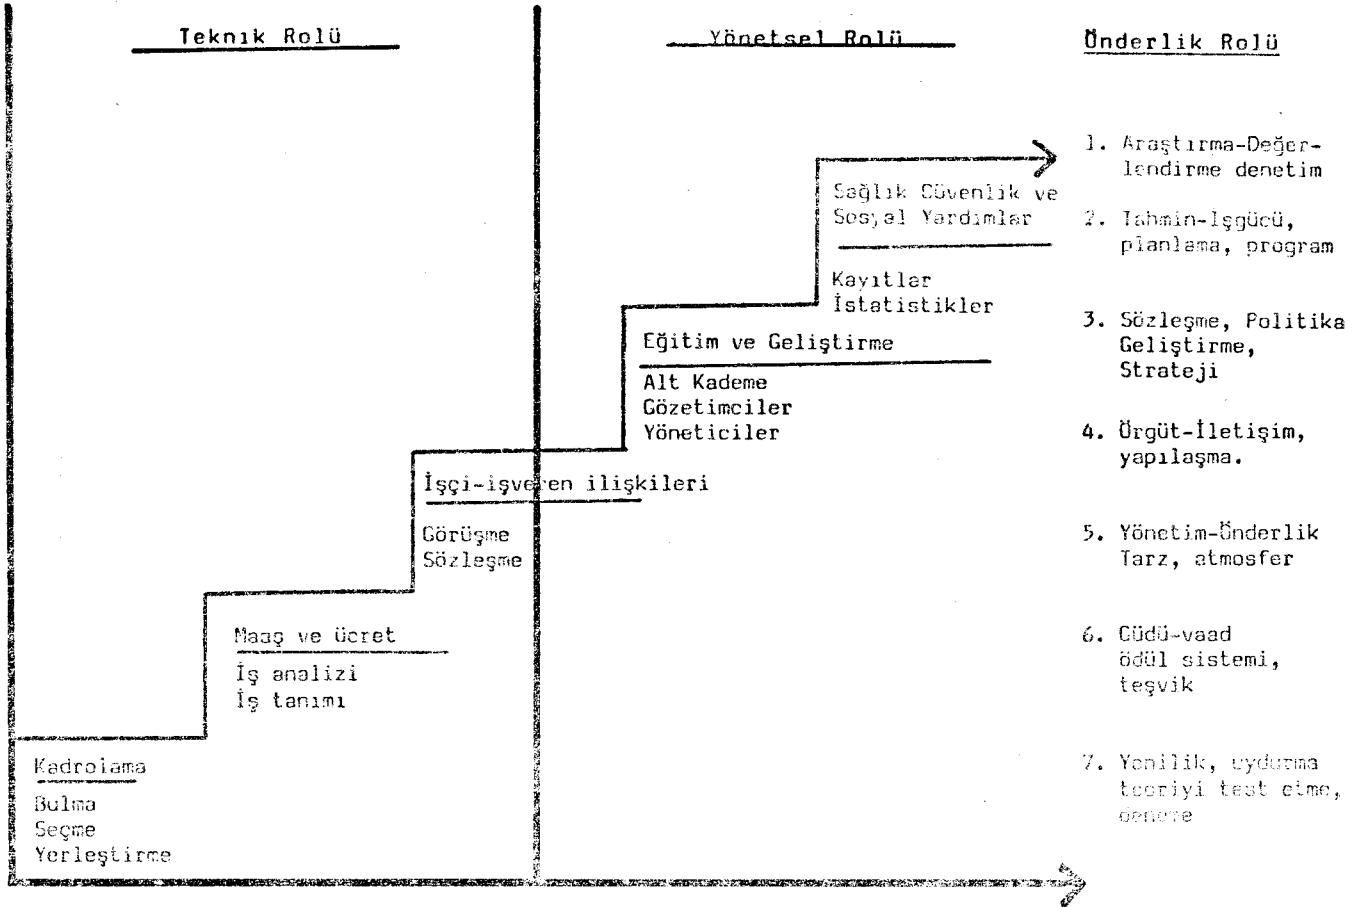 Teknık Rolü
Yönetsel Rolü
Önderlik Rolü
Kadrolama
Bulma
Seçme
Yerleştirme
Maaş ve ücret
İş analizi
İş tanımı
İşçi-işveren ilişkileri
Görüşme
Sözleşme
Eğitim ve Geliştirme
Alt Kademe
Gözetimciler
Yöneticiler
Sağlık Güvenlik ve
Sosyal Yardımlar
Kayıtlar
İstatistikler
1. Araştırma-Değer-
lendirme denetim
2. Tahmin-İşgücü,
planlama, program
3. Sözleşme, Politika
Geliştirme,
Strateji
4. Örgüt-İletişim,
yapılaşma.
5. Yönetim-Önderlik
Tarz, atmosfer
6. Güdü-vaad
ödül sistemi,
teşvik
7. Yenilik, uydurma
teoriyi test etme,